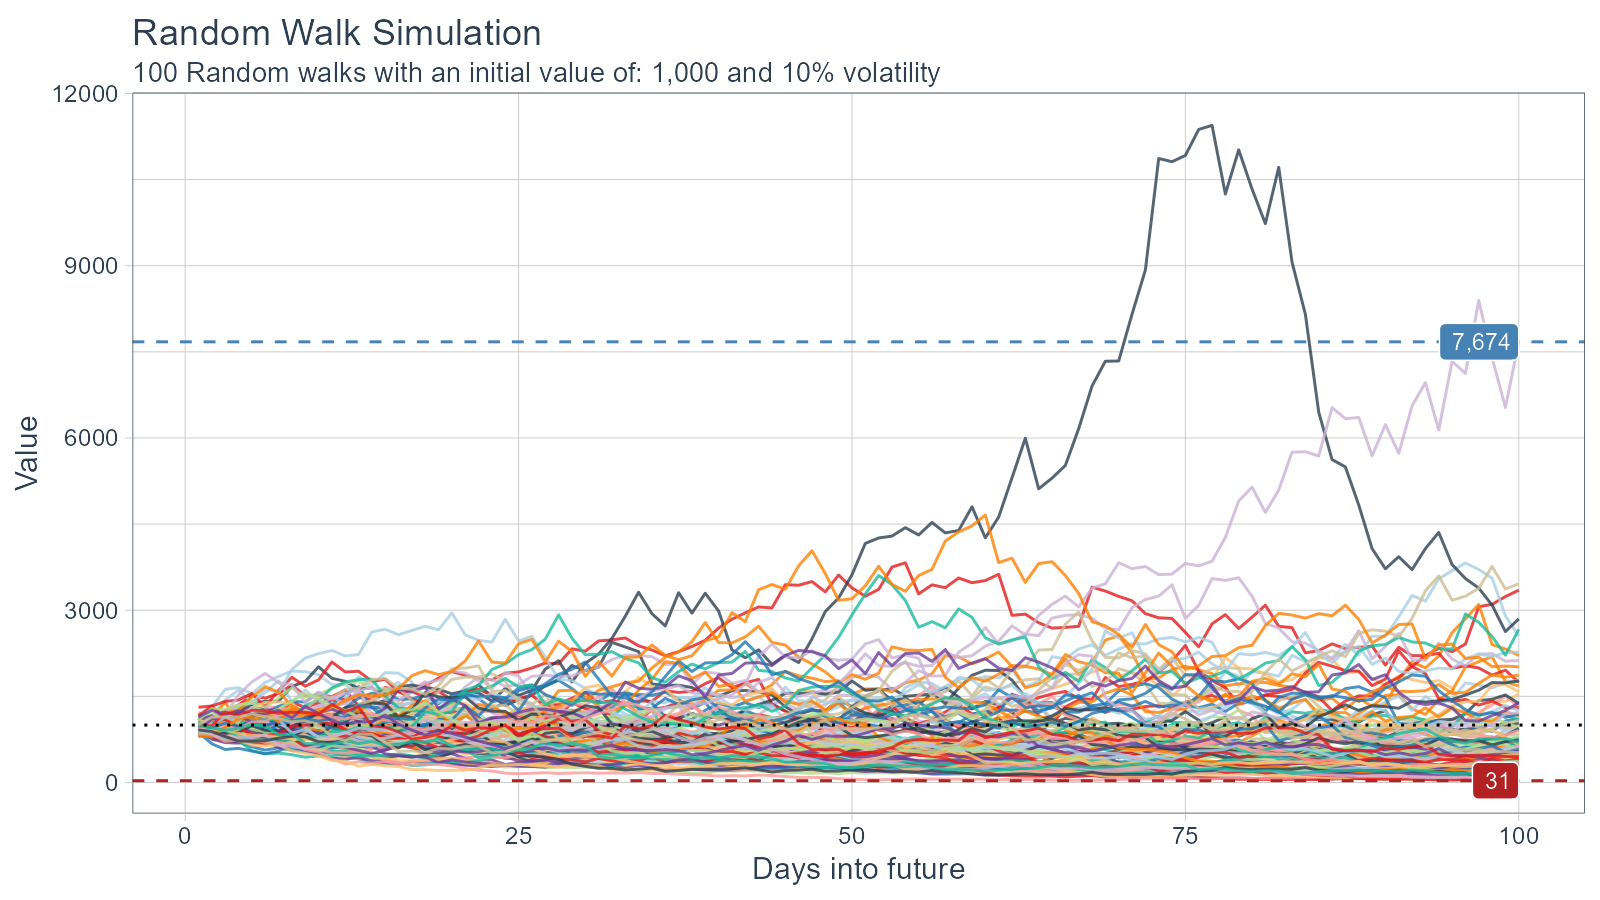 Random Walk Simulation
100 Random walks with an initial value of: 1,000 and 10% volatility
12000
9000
7,674
6000
Value
3000
0
31
0 25 50 75 100
Days into future